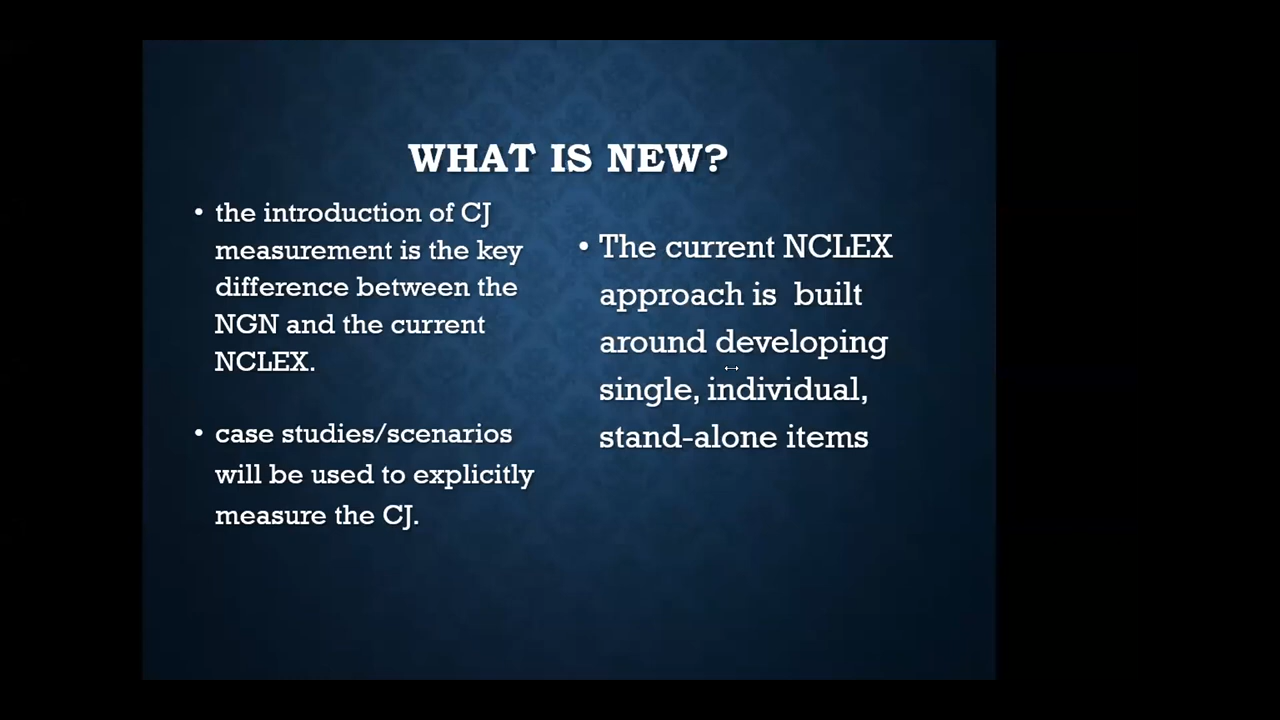 WHAT IS NEW?
• the introduction of CJ
measurement is the key
difference between the
NGN and the current
NCLEX.
• case studies/scenarios
will be used to explicitly
measure the CJ.
• The current NCLEX
approach is  built
around developing
single, individual,
stand-alone items